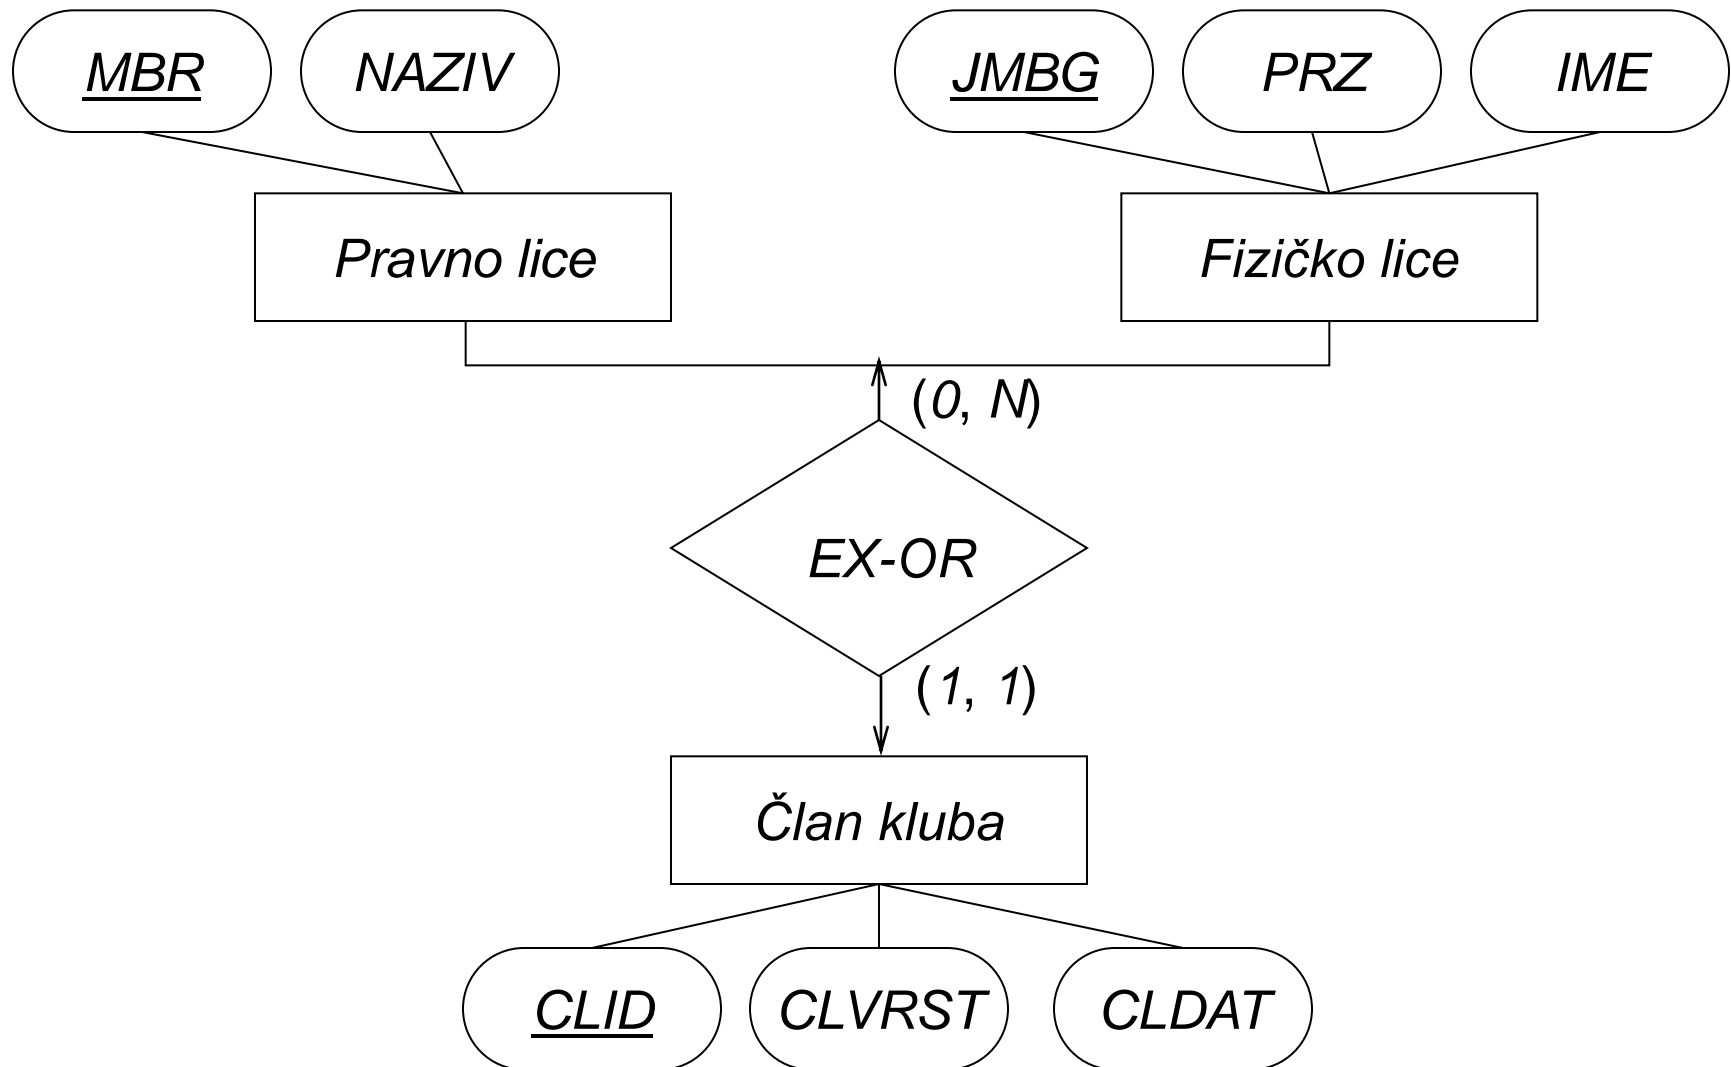 MBR NAZIV JMBG PRZ IME
Pravno lice Fizičko lice
(0, N)
EX-OR
(1, 1)
Član kluba
CLID CLVRST CLDAT